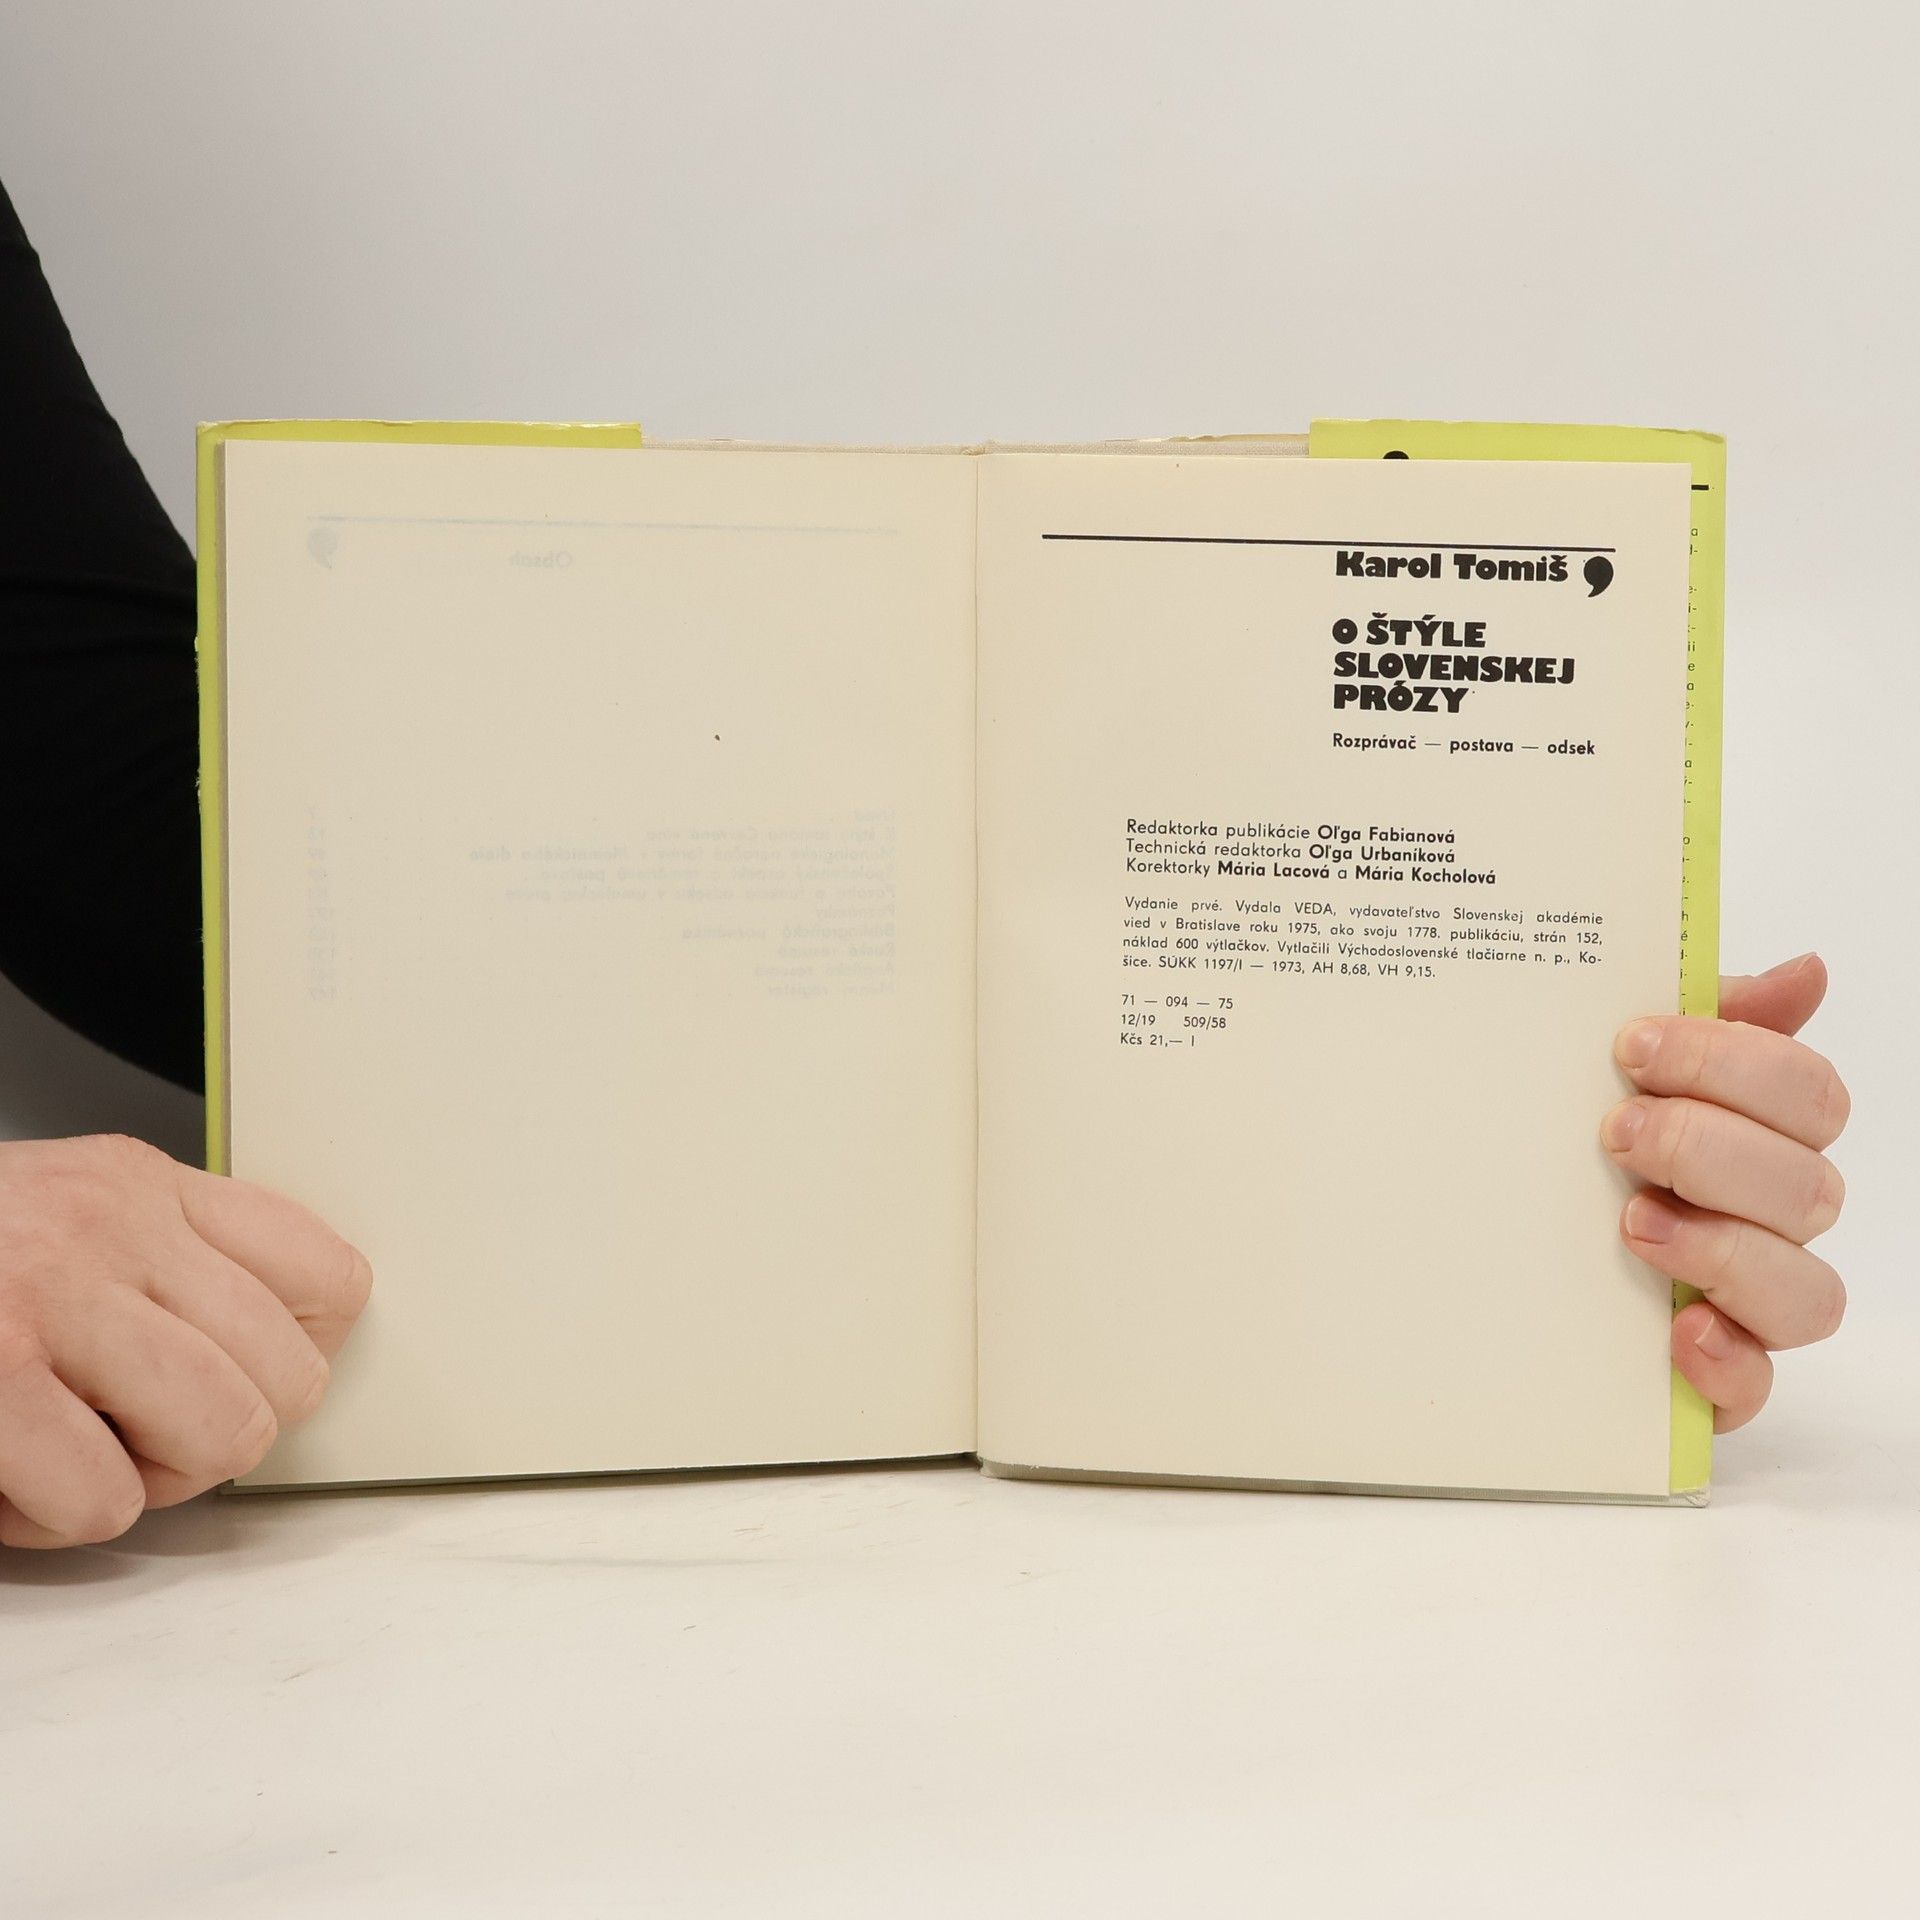 Karol Tomiš
O ŠTÝLE
SLOVENSKEJ
PRÓZY
Rozprávač — postava — odsek
Redaktorka publikácie Oľga Fabianová
Technická redaktorka Oľga Urbaníková
Korektorky Mária Lacová a Mária Kocholová
Vydanie prvé. Vydala VEDA, vydavateľstvo Slovenskej akadémie
vied v Bratislave roku 1975, ako svoju 1778. publikáciu, strán 152,
náklad 600 výtlačkov. Vytlačili Východoslovenské tlačiarne n. p., Ko-
šice. SÚKK 1197/I — 1973, AH 8,68, VH 9,15.
71 — 094 — 75
12/19 509/58
Kčs 21,— I